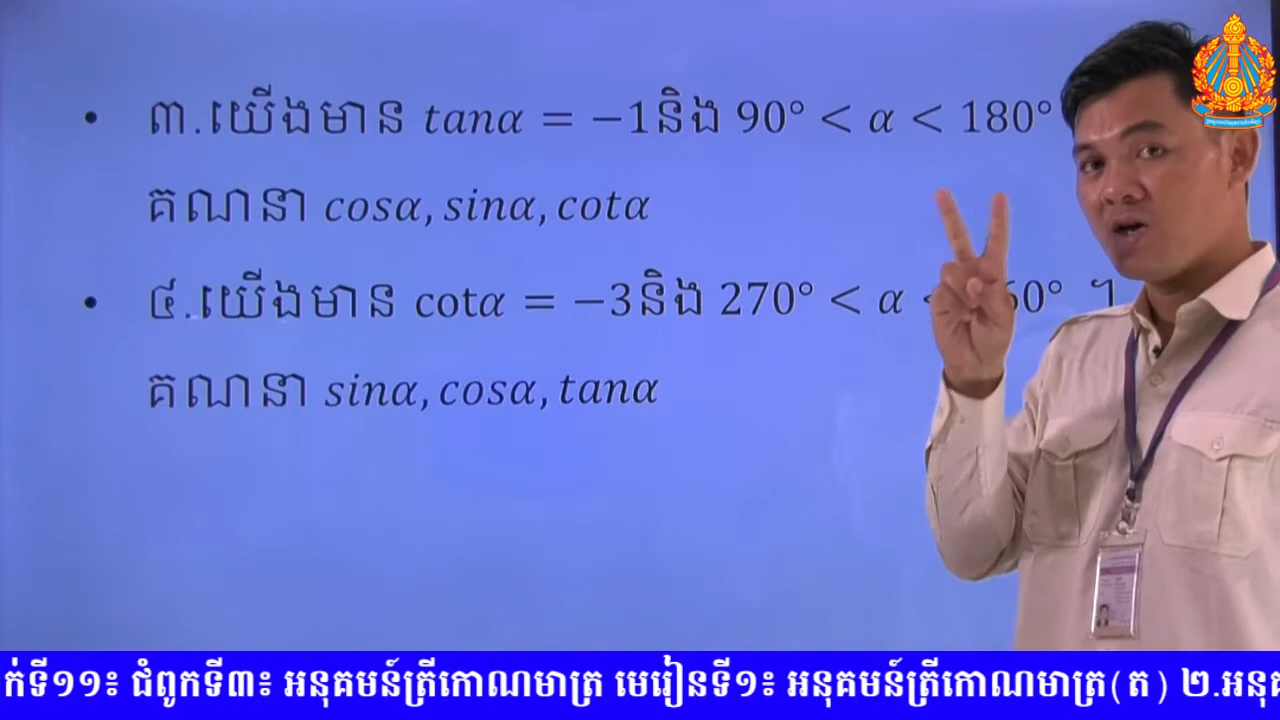 • ៣.យើងមាន tanα = −1និង 90° < α < 180°
គណនា cosα, sinα, cotα
• ៤.យើងមាន cotα = −3និង 270° < α < 60° ។
គណនា sinα, cosα, tanα
ក់ទី១១៖ ជំពូកទី៣៖ អនុគមន៍ត្រីកោណមាត្រ មេរៀនទី១៖ អនុគមន៍ត្រីកោណមាត្រ(ត) ២.អនុគ